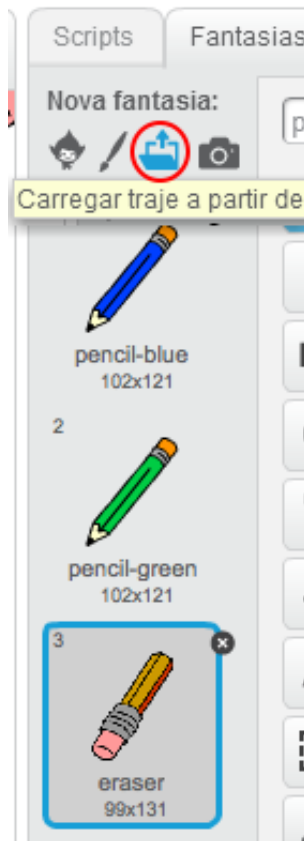 Scripts
Fantasias
Nova fantasia:
p
Carregar traje a partir de
pencil-blue
102x121
2
pencil-green
102x121
3
eraser
99x131